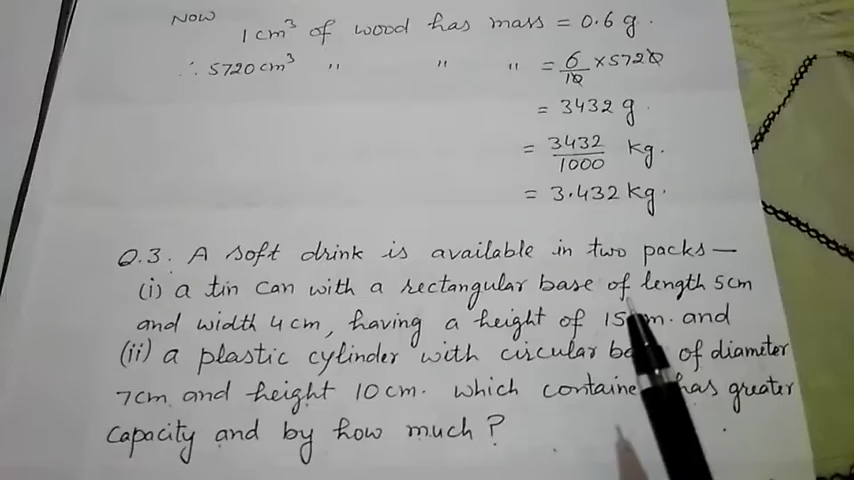 Now
1 cm³ of wood has mass = 0.6 g.
∴ 5720 cm³ " " " = 6/10 × 5720
= 3432 g.
= 3432/1000 kg.
= 3.432 kg.
Q.3. A soft drink is available in two packs—
(i) a tin can with a rectangular base of length 5cm
and width 4 cm, having a height of 15 cm. and
(ii) a plastic cylinder with circular base of diameter
7cm and height 10 cm. which container has greater
capacity and by how much?